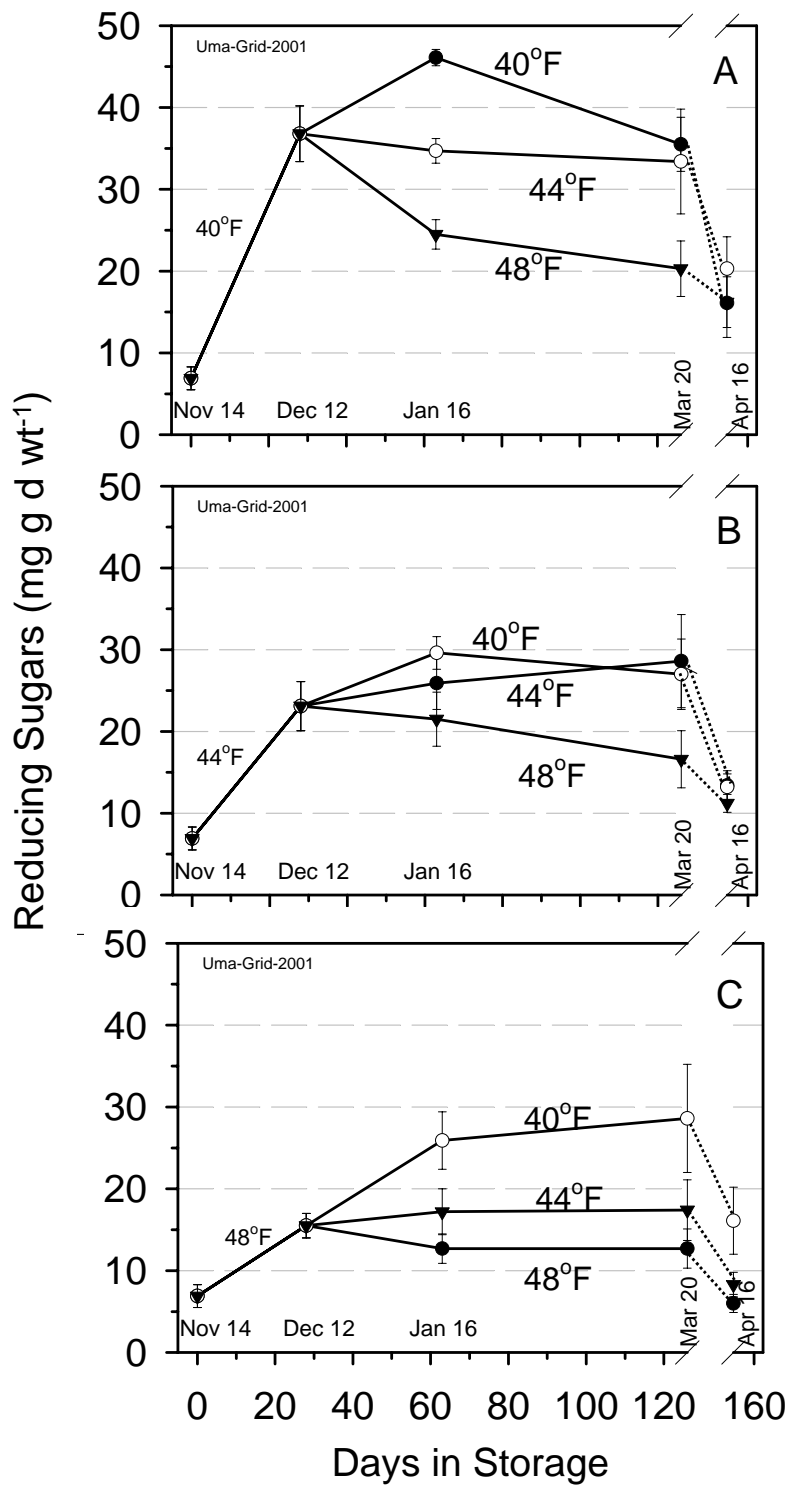 Reducing Sugars (mg g d wt-1)
50
40
30
20
10
0
Uma-Grid-2001
A
40°F
44°F
48°F
40°F
Nov 14
Dec 12
Jan 16
Mar 20
Apr 16
50
40
30
20
10
0
Uma-Grid-2001
B
40°F
44°F
48°F
44°F
Nov 14
Dec 12
Jan 16
Mar 20
Apr 16
50
40
30
20
10
0
Uma-Grid-2001
C
40°F
44°F
48°F
48°F
Nov 14
Dec 12
Jan 16
Mar 20
Apr 16
0 20 40 60 80 100 120 160
Days in Storage